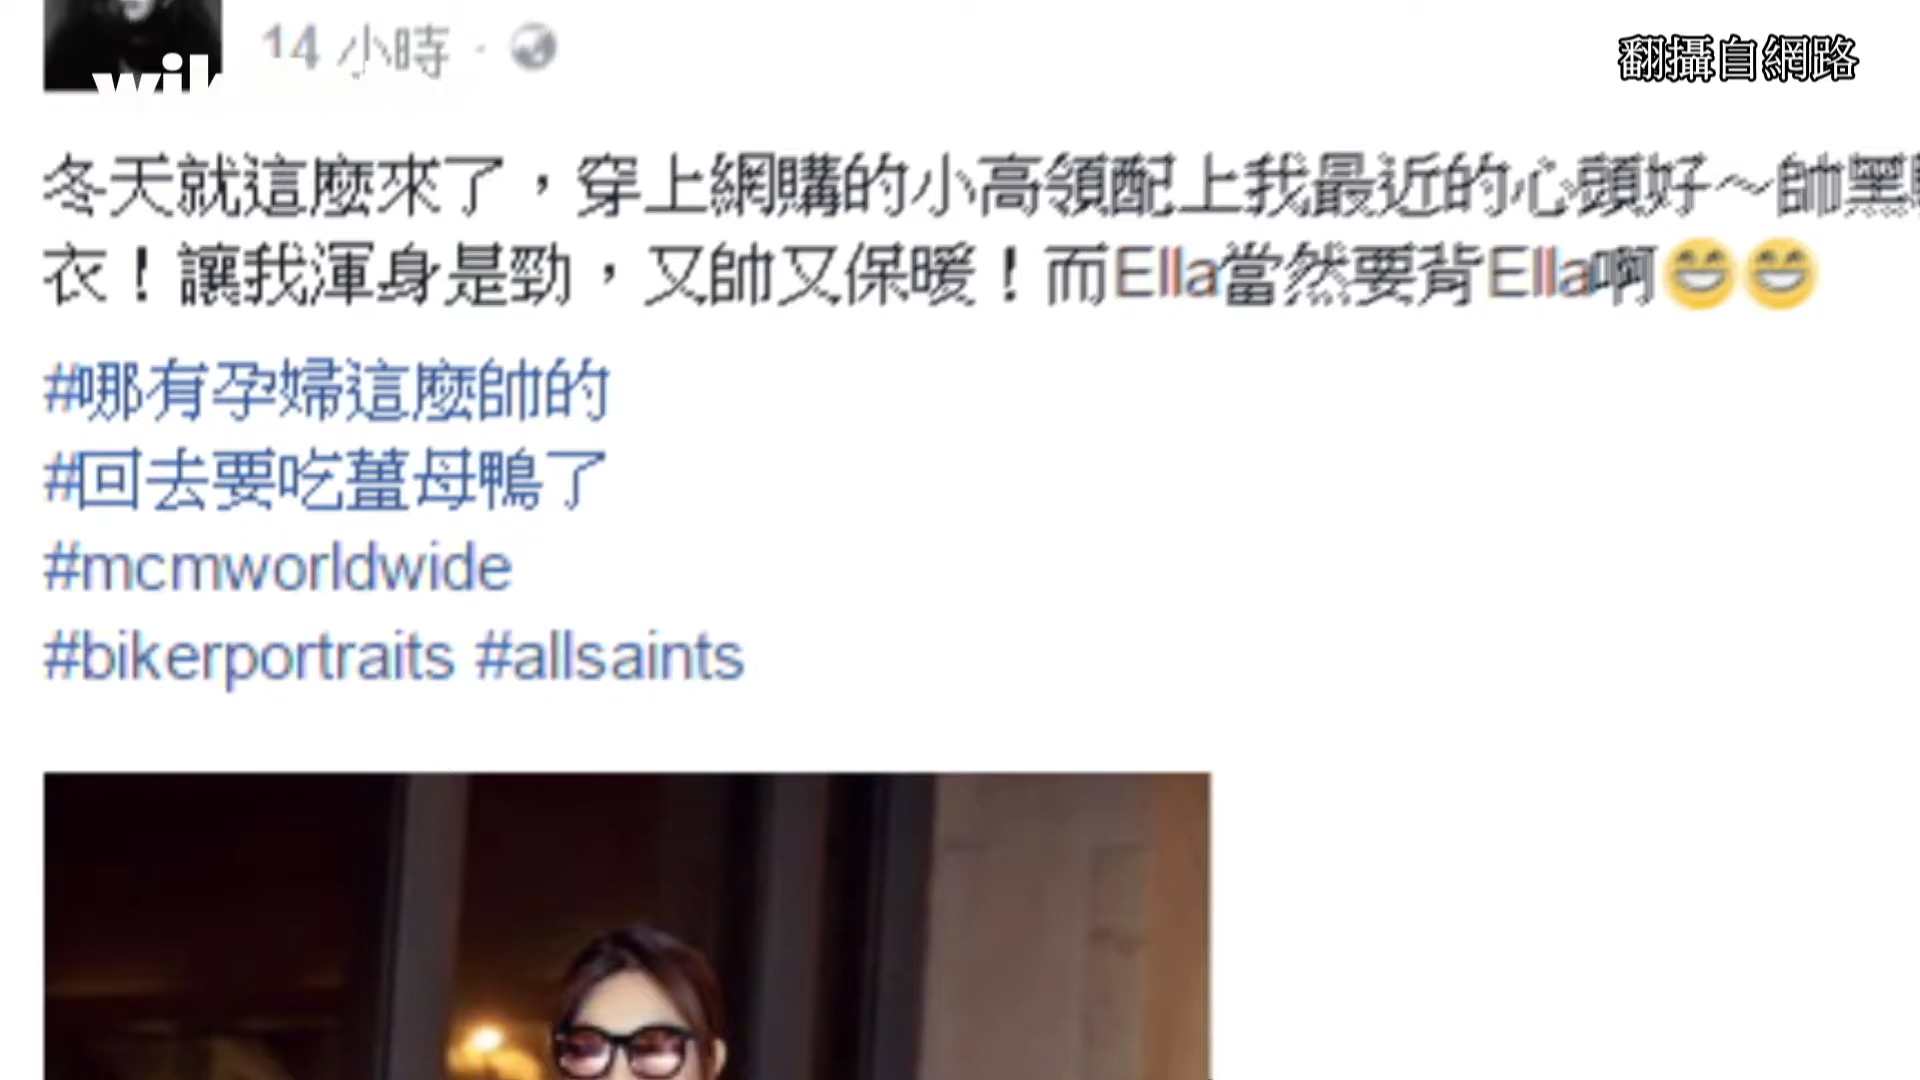 14 小時
翻攝自網路
冬天就這麼來了，穿上網購的小高領配上我最近的心頭好～帥黑
衣！讓我渾身是勁，又帥又保暖！而Ella當然要背Ella啊😄😄
#哪有孕婦這麼帥的
#回去要吃薑母鴨了
#mcmworldwide
#bikerportraits #allsaints